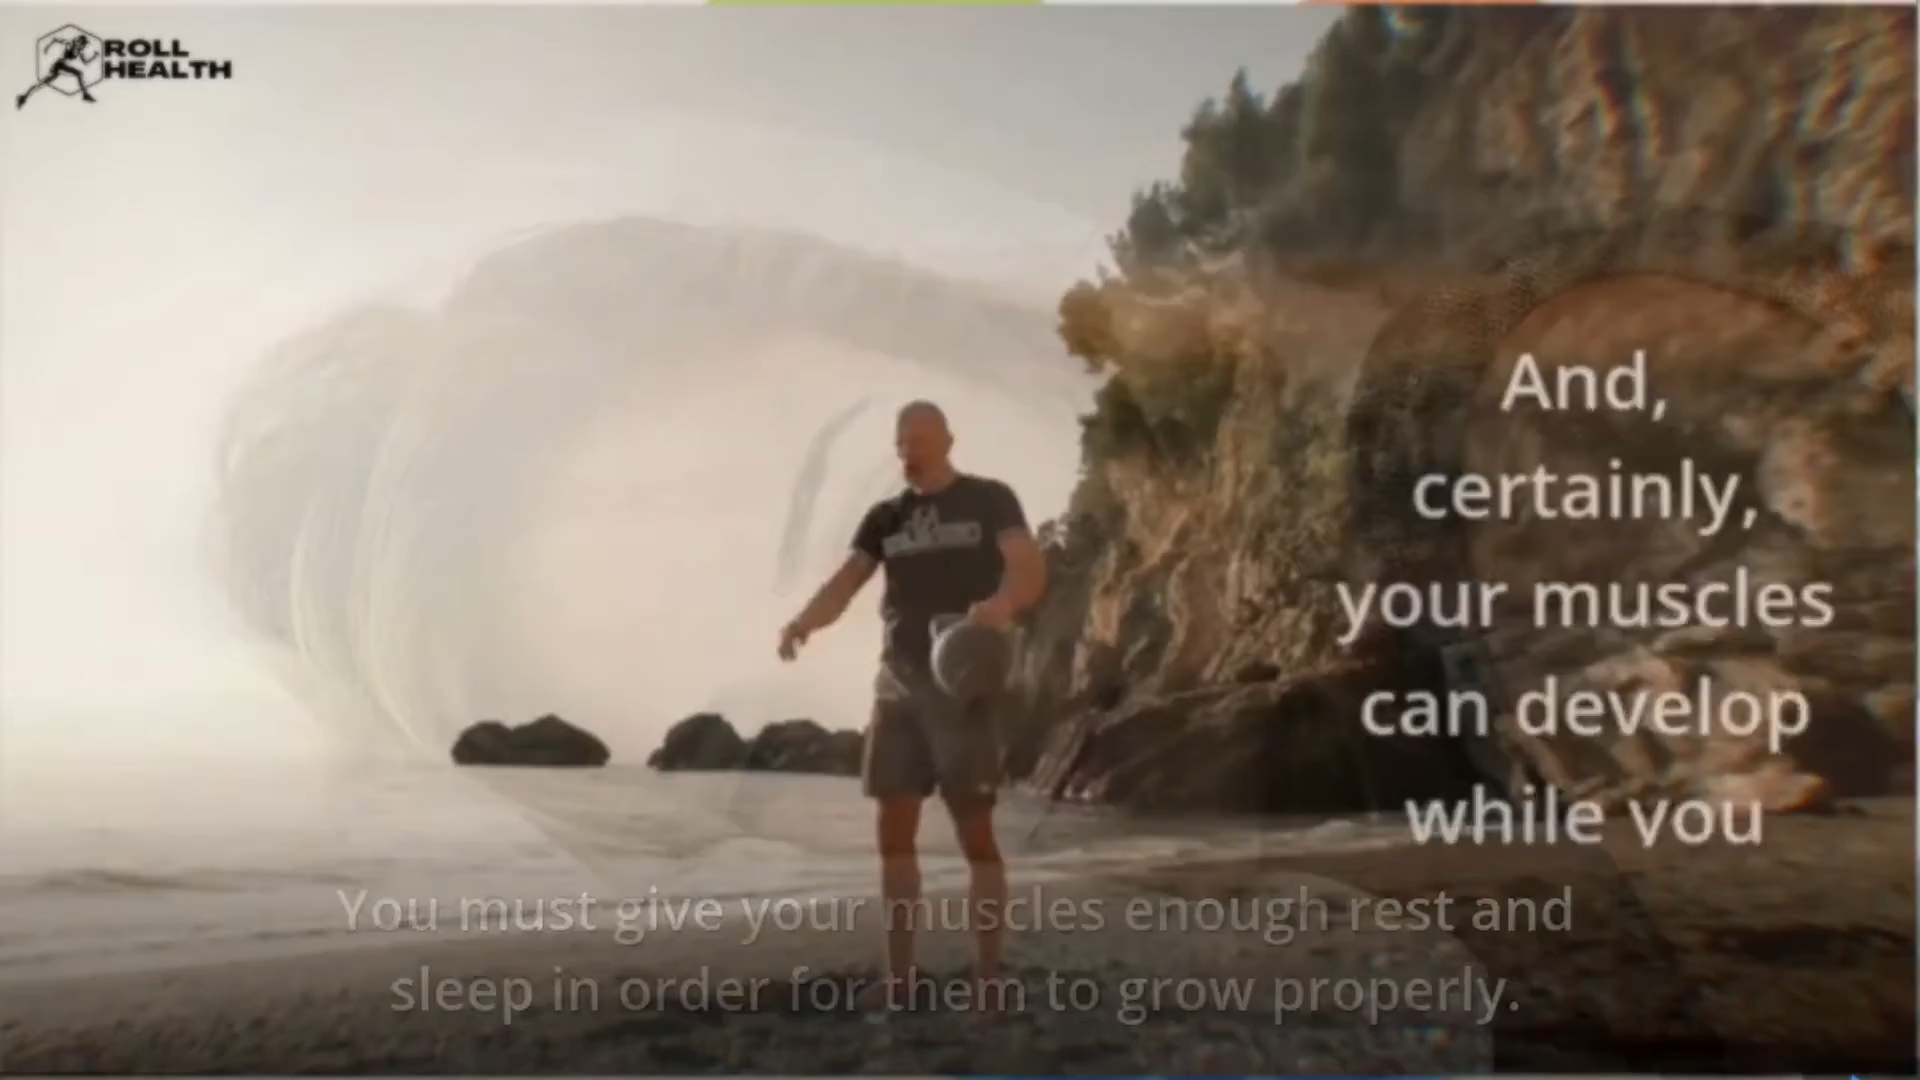 ROLL
HEALTH
And,
certainly,
your muscles
can develop
while you
You must give your muscles enough rest and
sleep in order for them to grow properly.